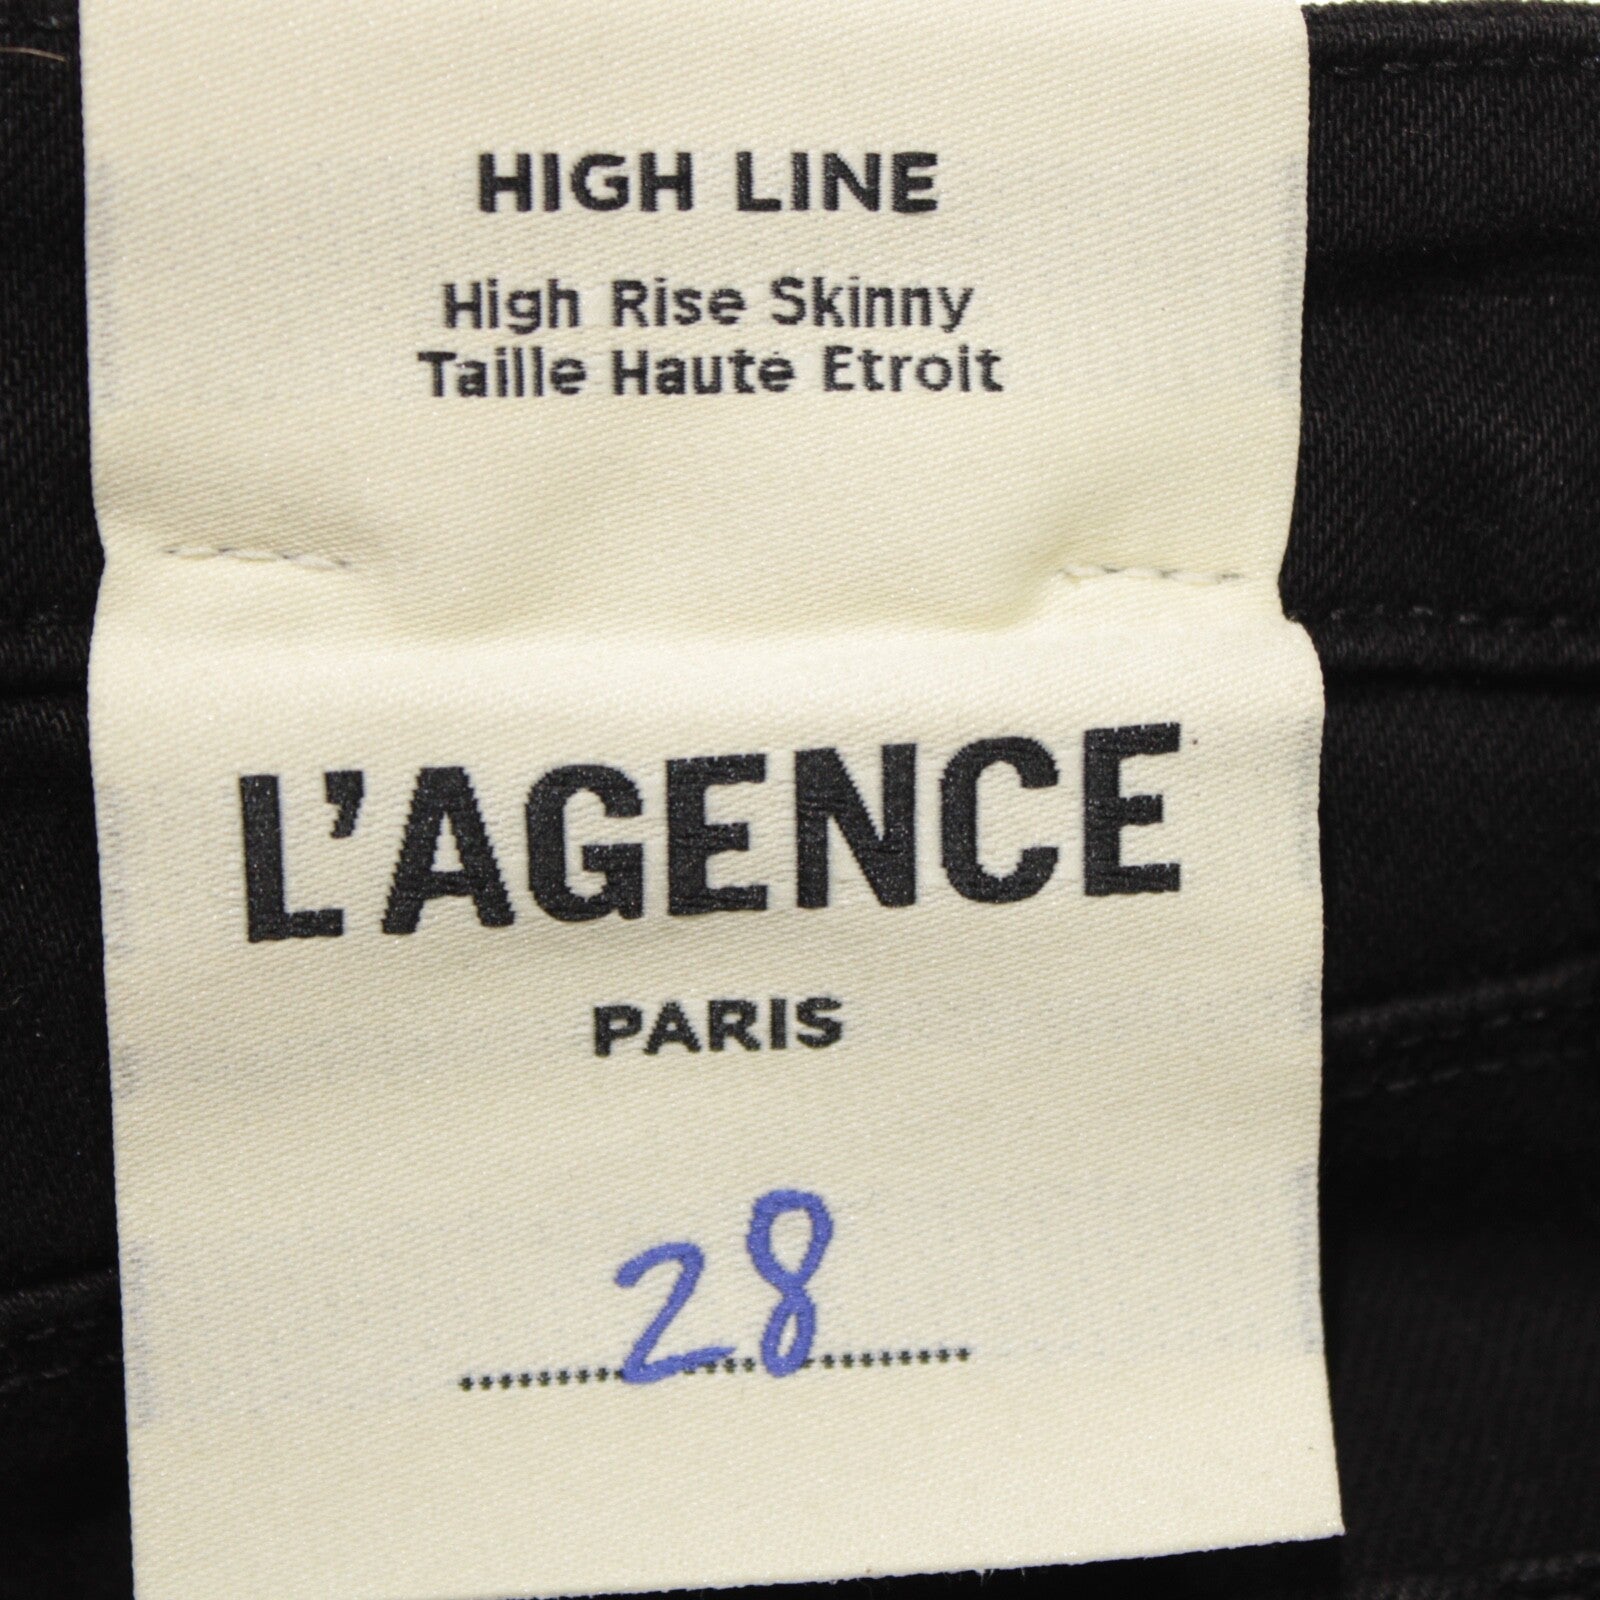 HIGH LINE
High Rise Skinny
Taille Haute Etroit
L'AGENCE
PARIS
28